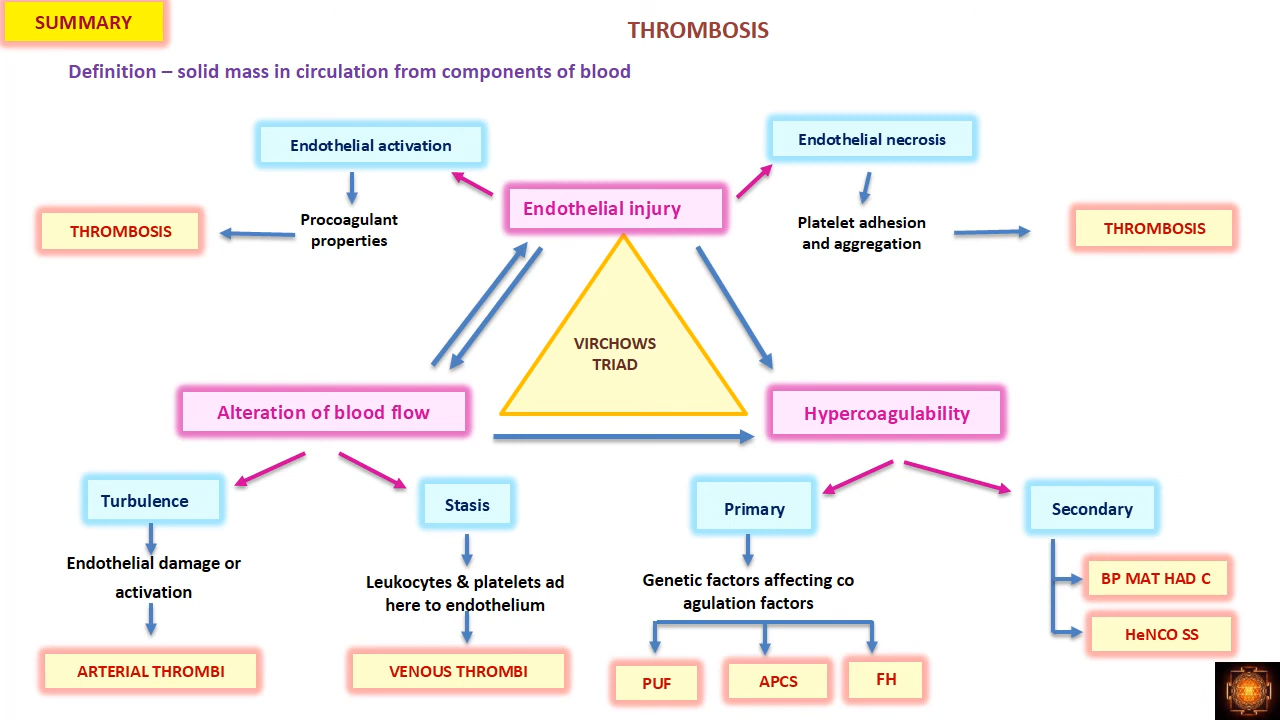 SUMMARY
THROMBOSIS
Definition – solid mass in circulation from components of blood
Endothelial activation
Endothelial necrosis
Endothelial injury
Procoagulant
properties
THROMBOSIS
Platelet adhesion
and aggregation
THROMBOSIS
VIRCHOWS
TRIAD
Alteration of blood flow
Hypercoagulability
Turbulence
Stasis
Primary
Secondary
Endothelial damage or
activation
Leukocytes & platelets ad
here to endothelium
Genetic factors affecting co
agulation factors
BP MAT HAD C
HeNCO SS
ARTERIAL THROMBI
VENOUS THROMBI
PUF
APCS
FH